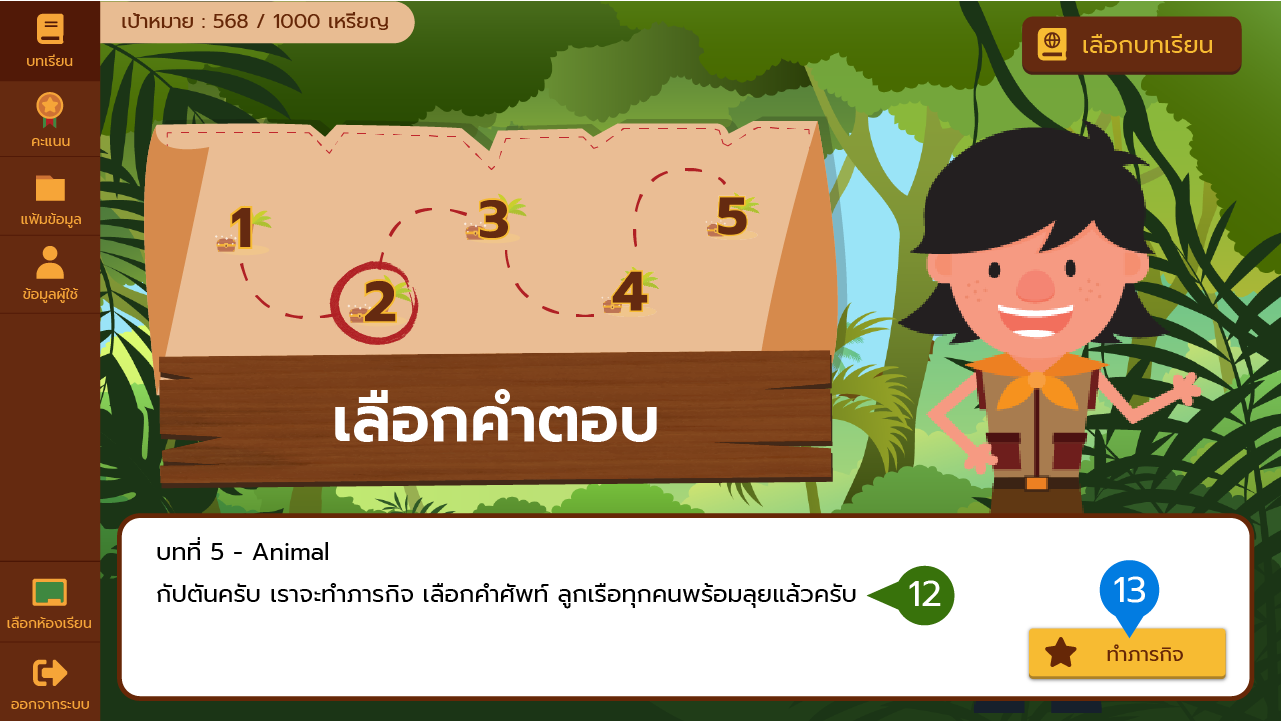 บทเรียน
คะแนน
แฟ้มข้อมูล
ข้อมูลผู้ใช้
เลือกห้องเรียน
ออกจากระบบ
เป้าหมาย : 568 / 1000 เหรียญ
เลือกบทเรียน
1
2
3
4
5
เลือกคำตอบ
บทที่ 5 - Animal
กัปตันครับ เราจะทำภารกิจ เลือกคำศัพท์ ลูกเรือทุกคนพร้อมลุยแล้วครับ
12
13
ทำภารกิจ